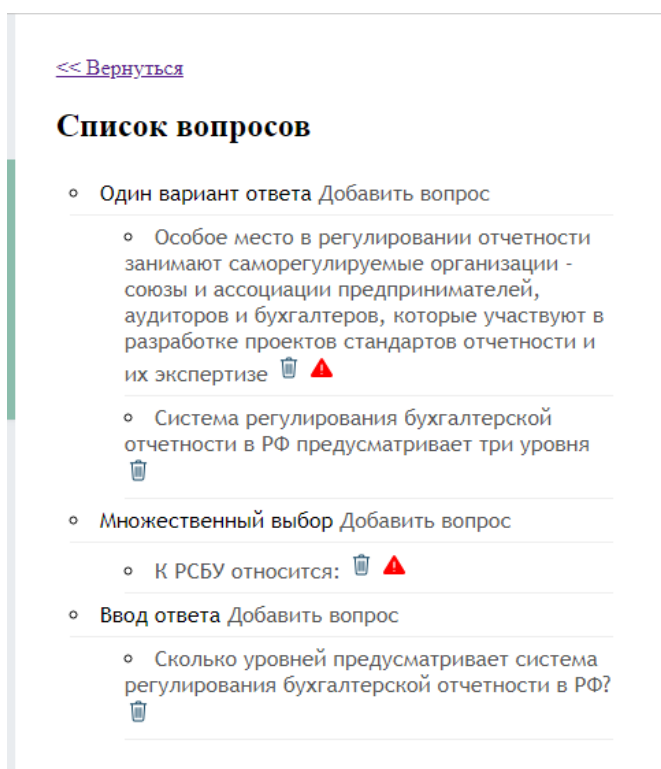 << Вернуться
Список вопросов
Один вариант ответа Добавить вопрос
Особое место в регулировании отчетности
занимают саморегулируемые организации -
союзы и ассоциации предпринимателей,
аудиторов и бухгалтеров, которые участвуют в
разработке проектов стандартов отчетности и
их экспертизе
Система регулирования бухгалтерской
отчетности в РФ предусматривает три уровня
Множественный выбор Добавить вопрос
К РСБУ относится:
Ввод ответа Добавить вопрос
Сколько уровней предусматривает система
регулирования бухгалтерской отчетности в РФ?